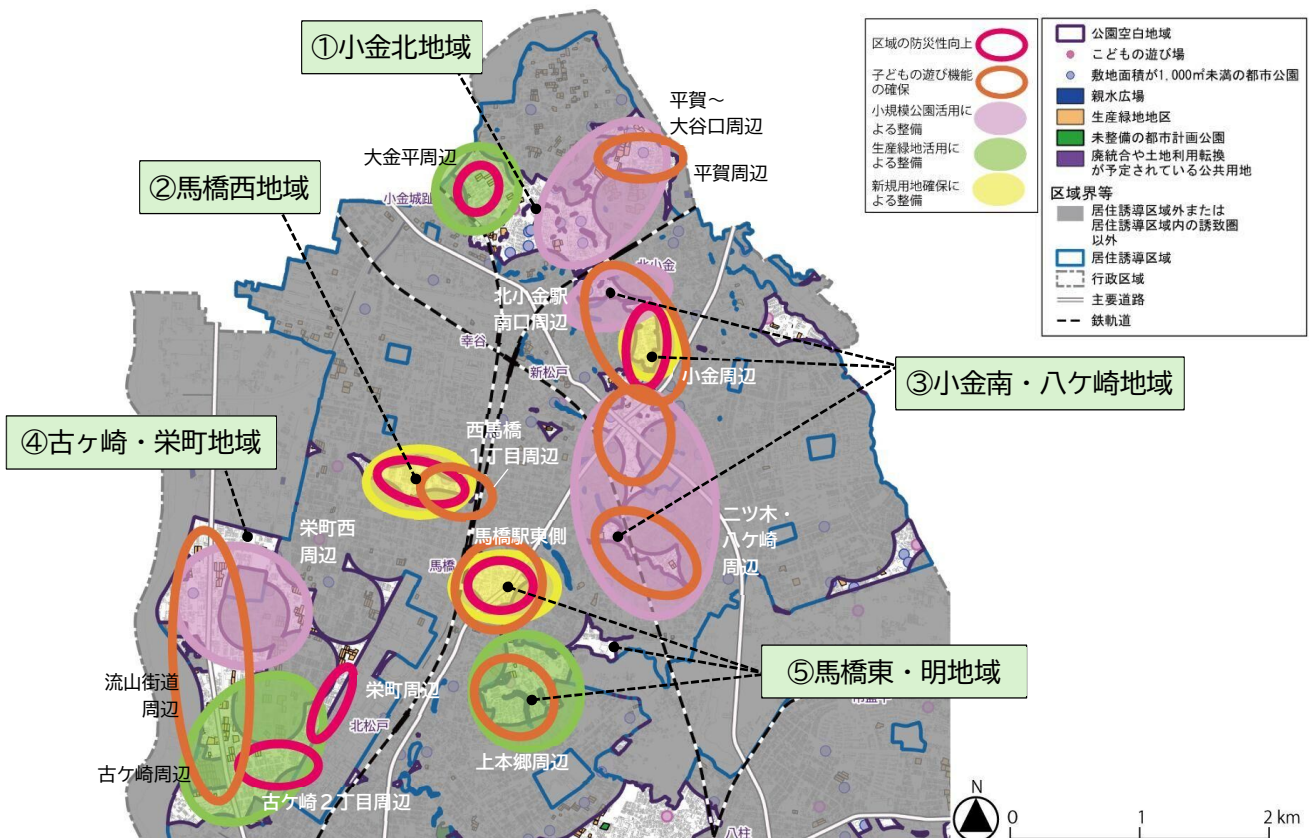 ①小金北地域
平賀～
大谷口周辺
大金平周辺
平賀周辺
②馬橋西地域
小金城趾
北小金
北小金駅
南口周辺
幸谷
新松戸
小金周辺
③小金南・八ケ崎地域
④古ヶ崎・栄町地域
西馬橋
１丁目周辺
栄町西
周辺
馬橋駅東側
馬橋
二ツ木・
八ケ崎
周辺
⑤馬橋東・明地域
流山街道
周辺
栄町周辺
北松戸
上本郷周辺
古ケ崎周辺
古ケ崎２丁目周辺
八柱
区域の防災性向上
子どもの遊び機能
の確保
小規模公園活用に
よる整備
生産緑地活用に
よる整備
新規用地確保に
よる整備
公園空白地域
こどもの遊び場
敷地面積が1,000㎡未満の都市公園
親水広場
生産緑地地区
未整備の都市計画公園
廃統合や土地利用転換
が予定されている公共用地
区域界等
居住誘導区域外または
居住誘導区域内の誘致圏
以外
居住誘導区域
行政区域
主要道路
鉄軌道
N
0 1 2 km